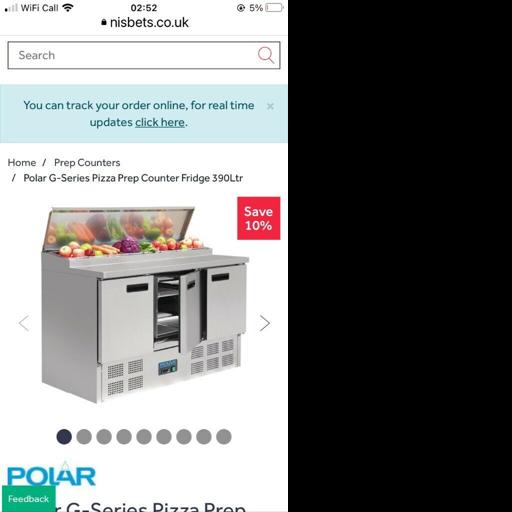 WiFi Call 02:52 5%
nisbets.co.uk
Search
You can track your order online, for real time ×
updates click here.
Home / Prep Counters
/ Polar G-Series Pizza Prep Counter Fridge 390Ltr
Save
10%
POLAR
Feedback
r G-Series Pizza Prep